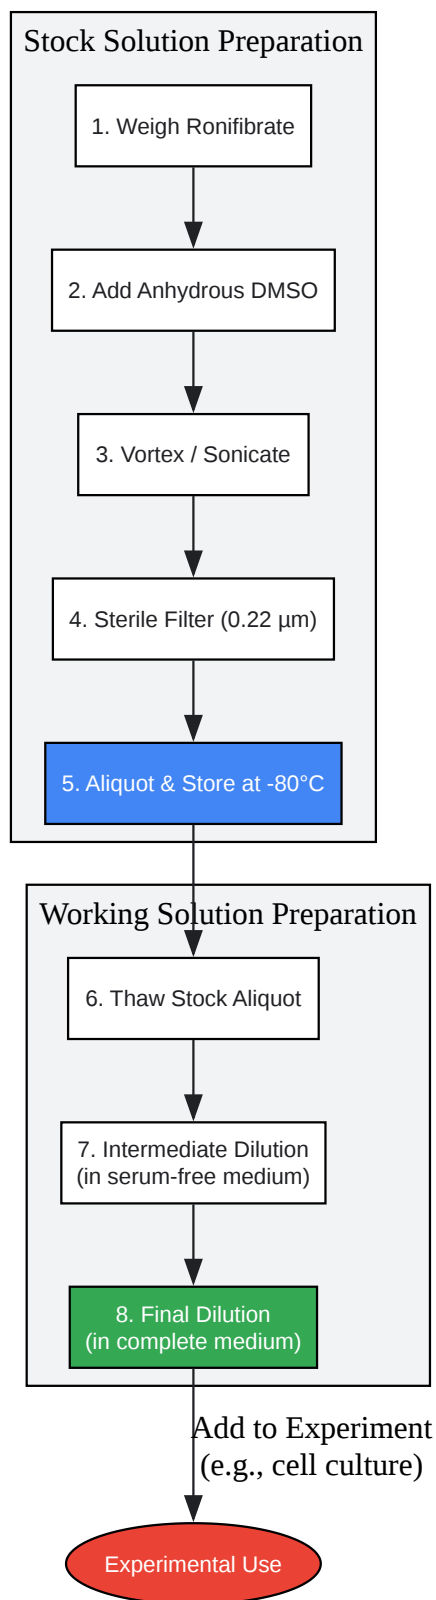 Stock Solution Preparation
1. Weigh Ronifibrate
2. Add Anhydrous DMSO
3. Vortex / Sonicate
4. Sterile Filter (0.22 µm)
5. Aliquot & Store at -80°C
Working Solution Preparation
6. Thaw Stock Aliquot
7. Intermediate Dilution
(in serum-free medium)
8. Final Dilution
(in complete medium)
Add to Experiment
(e.g., cell culture)
Experimental Use